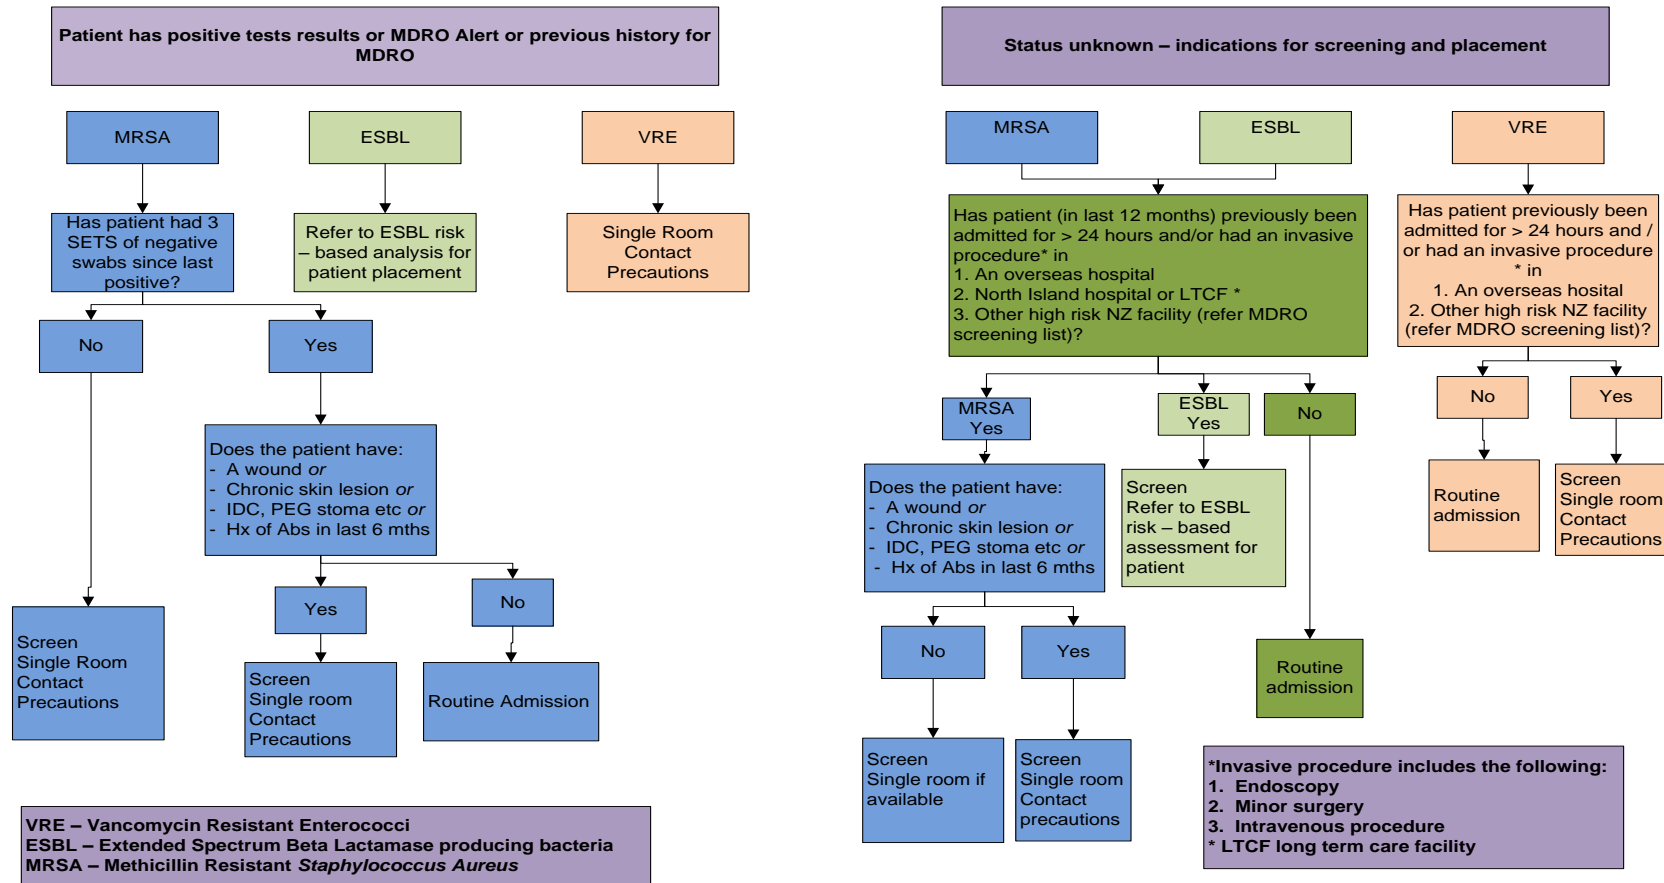 Patient has positive tests results or MDRO Alert or previous history for
MDRO
MRSA
ESBL
VRE
Has patient had 3
SETS of negative
swabs since last
positive?
Refer to ESBL risk
– based analysis for
patient placement
Single Room
Contact
Precautions
No
Yes
Does the patient have:
- A wound or
- Chronic skin lesion or
- IDC, PEG stoma etc or
- Hx of Abs in last 6 mths
Yes
No
Screen
Single Room
Contact
Precautions
Screen
Single room
Contact
Precautions
Routine Admission
VRE – Vancomycin Resistant Enterococci
ESBL – Extended Spectrum Beta Lactamase producing bacteria
MRSA – Methicillin Resistant Staphylococcus Aureus
Status unknown – indications for screening and placement
MRSA
ESBL
VRE
Has patient (in last 12 months) previously been
admitted for > 24 hours and/or had an invasive
procedure* in
1. An overseas hospital
2. North Island hospital or LTCF *
3. Other high risk NZ facility (refer MDRO
screening list)?
Has patient previously been
admitted for > 24 hours and /
or had an invasive procedure
* in
1. An overseas hosital
2. Other high risk NZ facility
(refer MDRO screening list)?
MRSA
Yes
ESBL
Yes
No
No
Yes
Does the patient have:
- A wound or
- Chronic skin lesion or
- IDC, PEG stoma etc or
- Hx of Abs in last 6 mths
Screen
Refer to ESBL
risk – based
assessment for
patient
Routine
admission
Screen
Single room
Contact
Precautions
No
Yes
Routine
admission
Screen
Single room if
available
Screen
Single room
Contact
precautions
*Invasive procedure includes the following:
1. Endoscopy
2. Minor surgery
3. Intravenous procedure
* LTCF long term care facility